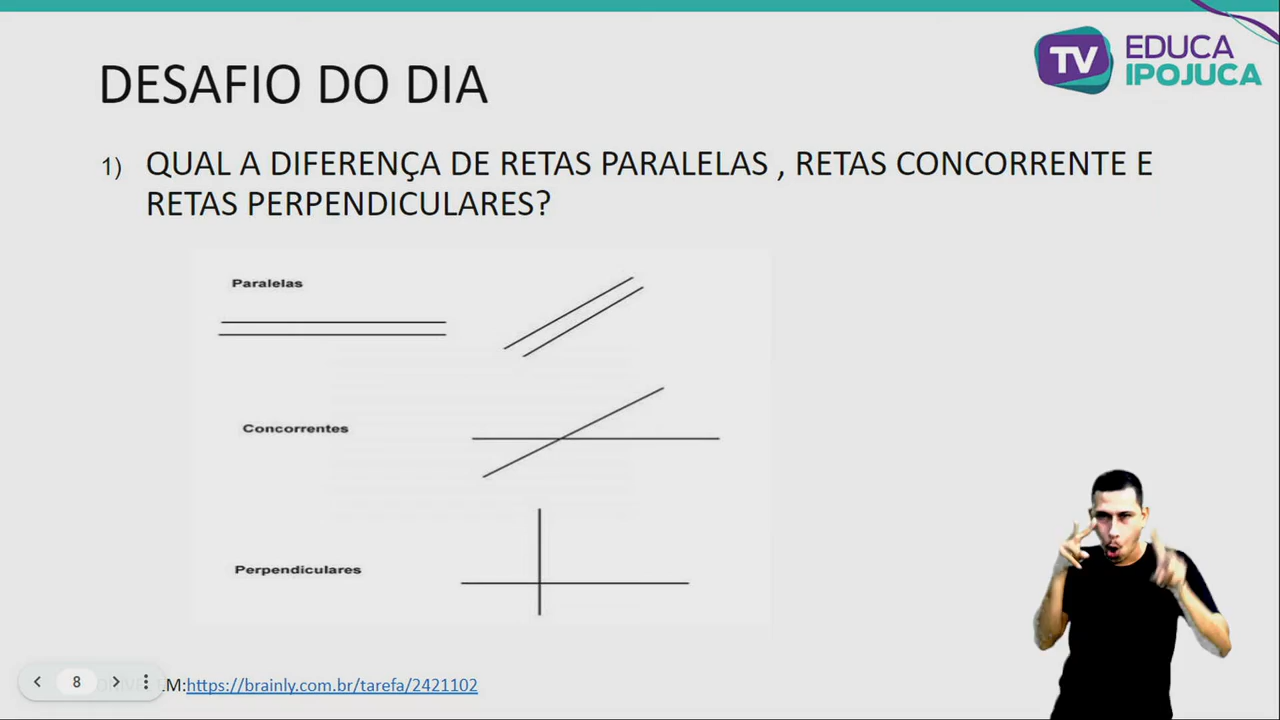 TV EDUCA
IPOJUCA
DESAFIO DO DIA
1) QUAL A DIFERENÇA DE RETAS PARALELAS , RETAS CONCORRENTE E
RETAS PERPENDICULARES?
Paralelas
Concorrentes
Perpendiculares
8
M:https://brainly.com.br/tarefa/2421102